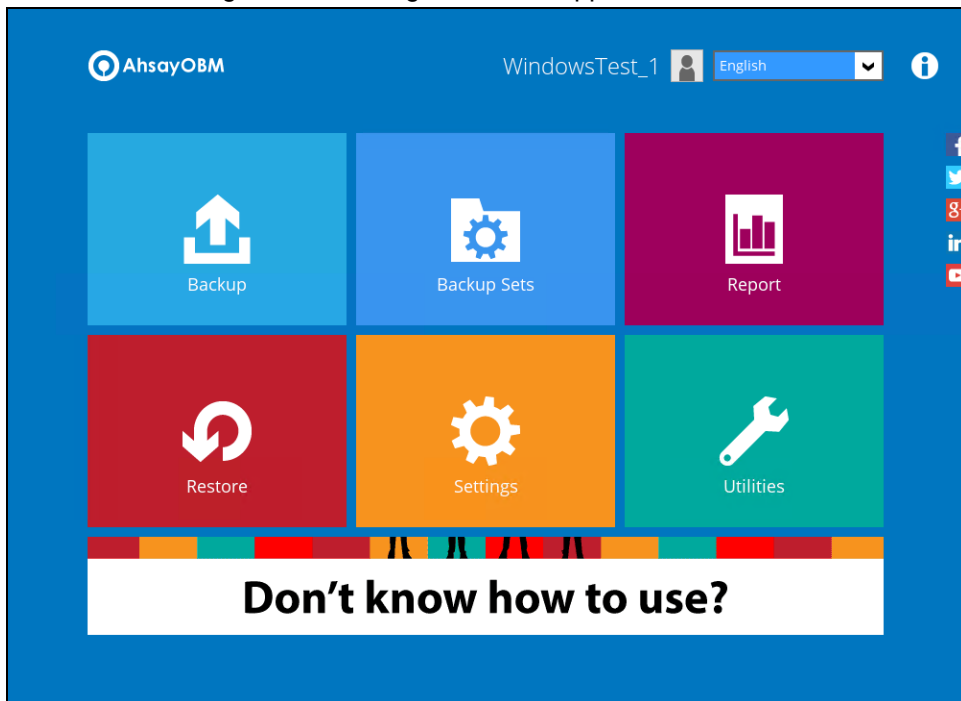 AhsayOBM
WindowsTest_1
English
Backup
Backup Sets
Report
Restore
Settings
Utilities
Don't know how to use?